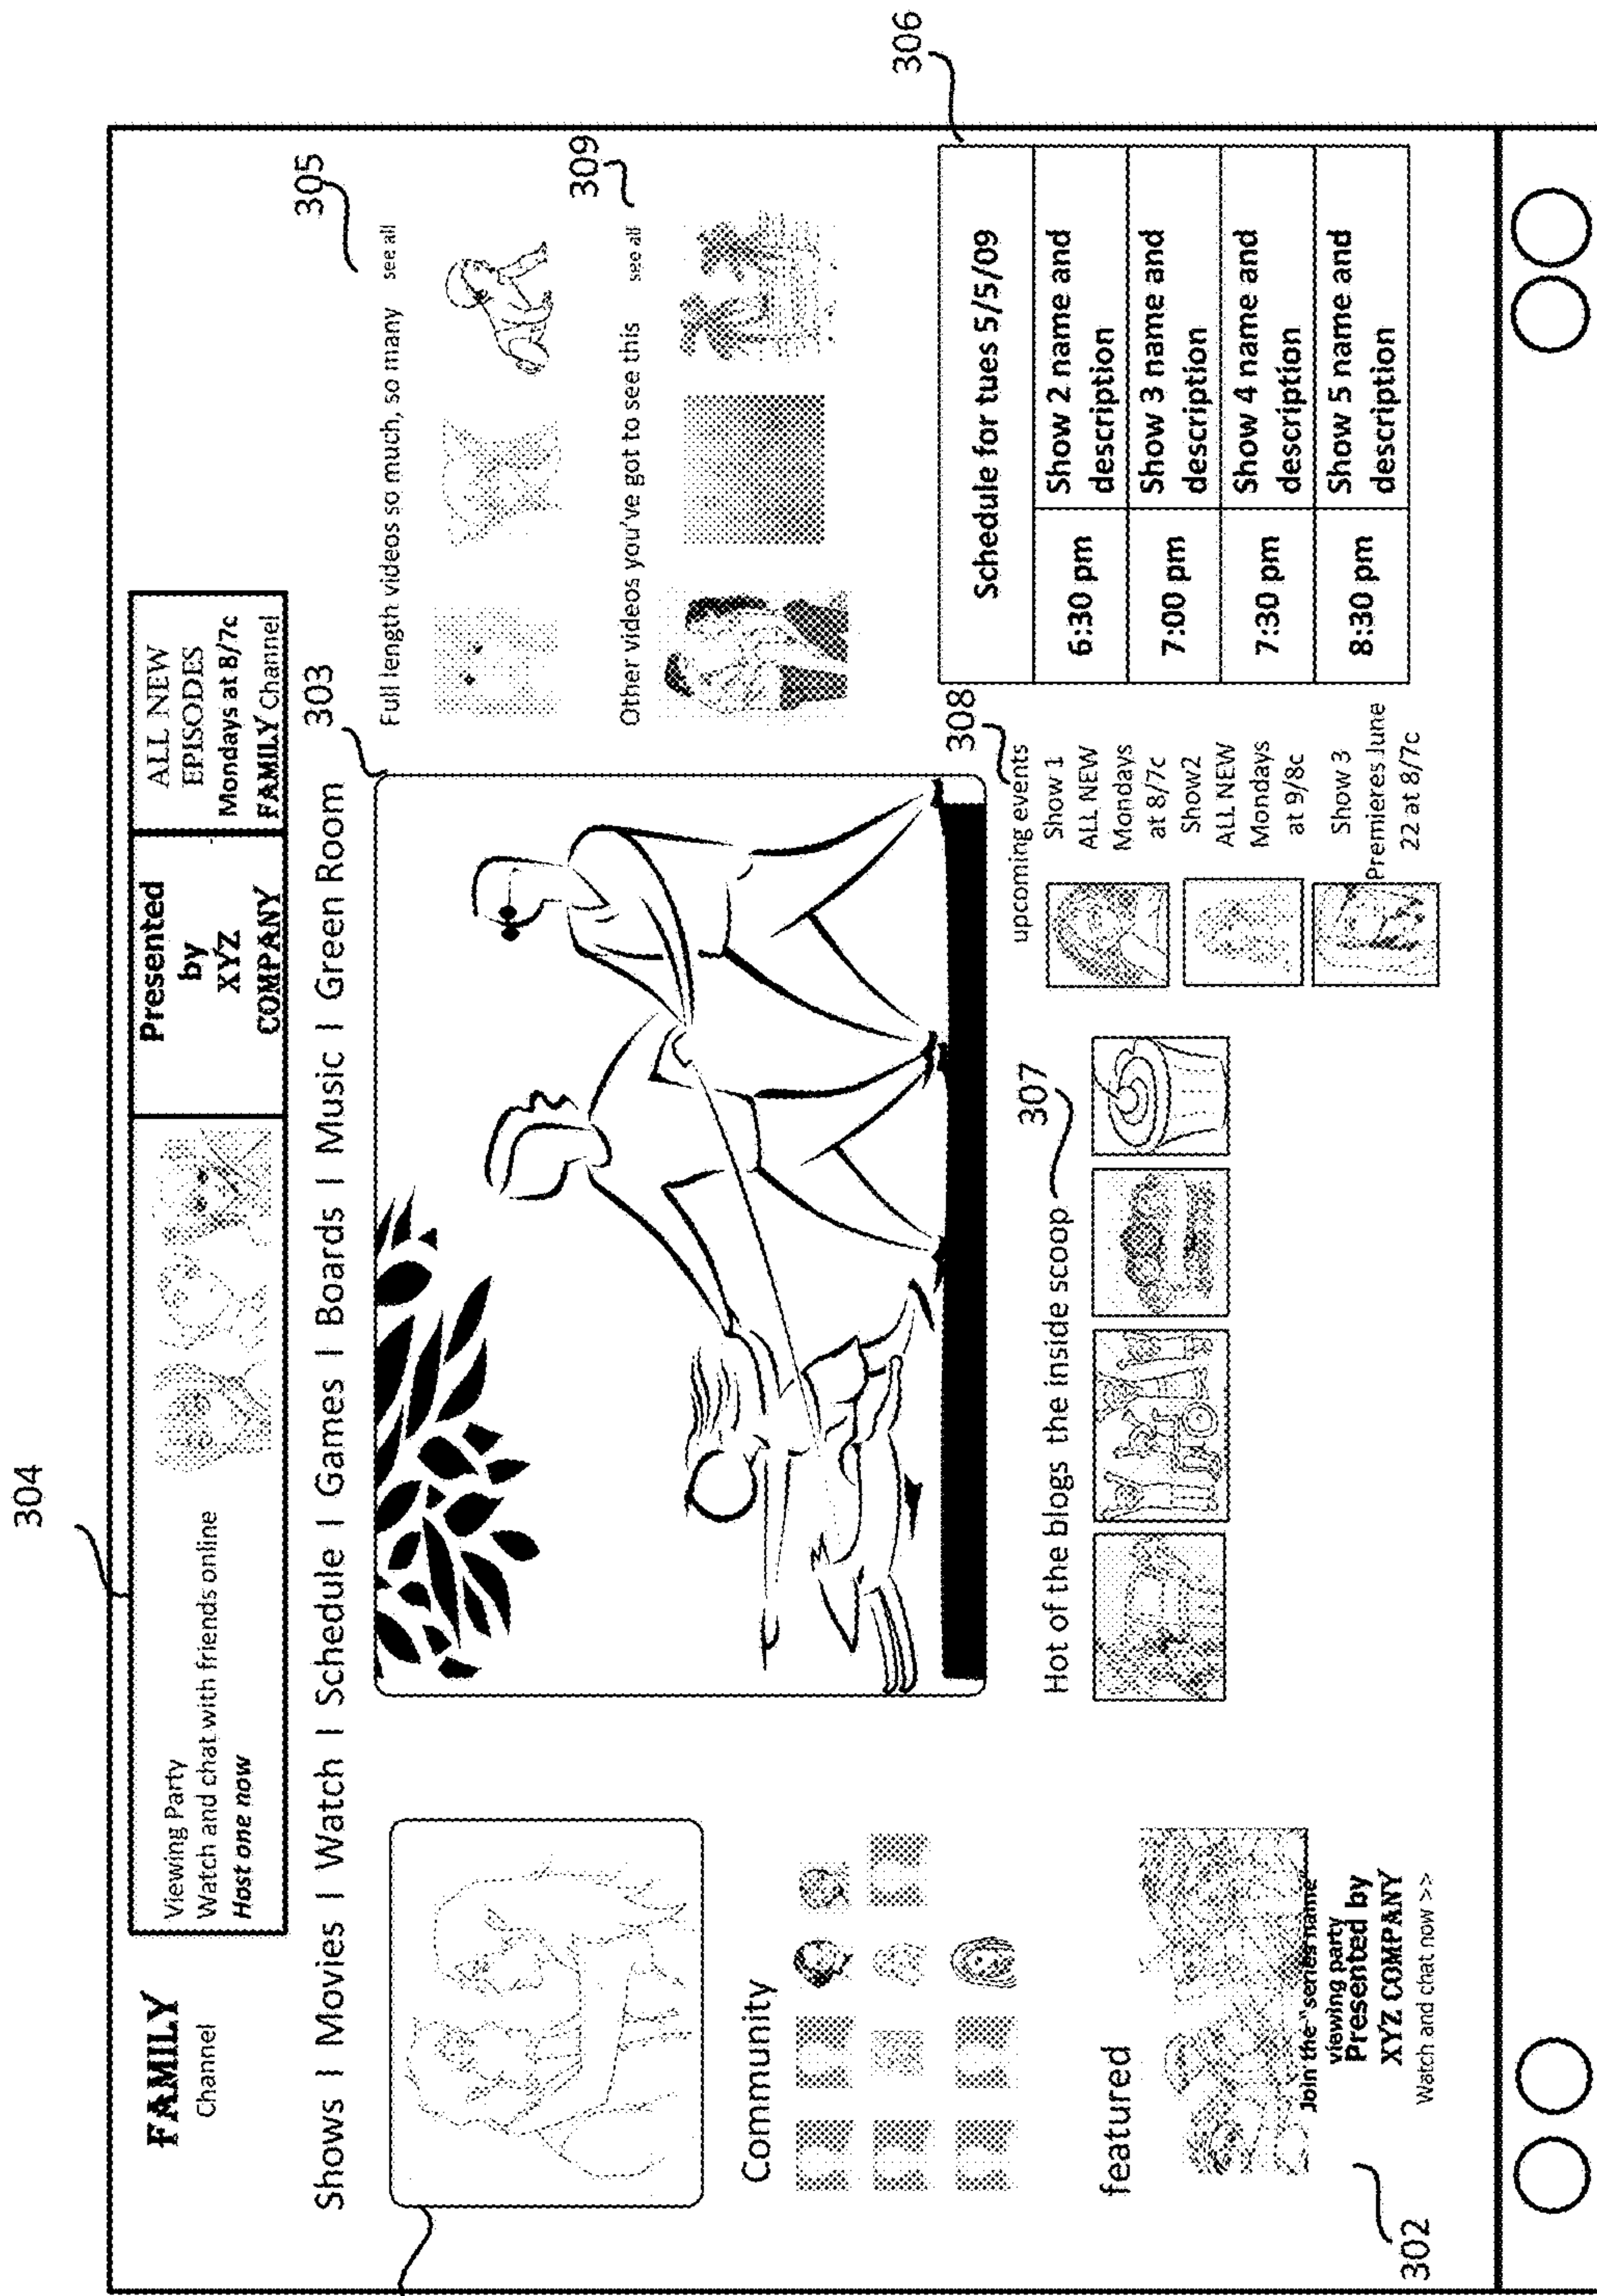 304
FAMILY
Channel
Viewing Party
Watch and chat with friends online
Host one now
Presented
by
XYZ
COMPANY
ALL NEW
EPISODES
Mondays at 8/7c
FAMILY Channel
Shows | Movies | Watch | Schedule | Games | Boards | Music | Green Room
303
305
Full length videos so much, so many see all
309
Other videos you've got to see this see all
Community
featured
Join the "series name"
viewing party
Presented by
XYZ COMPANY
Watch and chat now >>
302
Hot of the blogs the inside scoop
307
308
upcoming events
Show 1
ALL NEW
Mondays
at 8/7c
Show2
ALL NEW
Mondays
at 9/8c
Show 3
Premieres June
22 at 8/7c
306
Schedule for tues 5/5/09
6:30 pm Show 2 name and
description
7:00 pm Show 3 name and
description
7:30 pm Show 4 name and
description
8:30 pm Show 5 name and
description